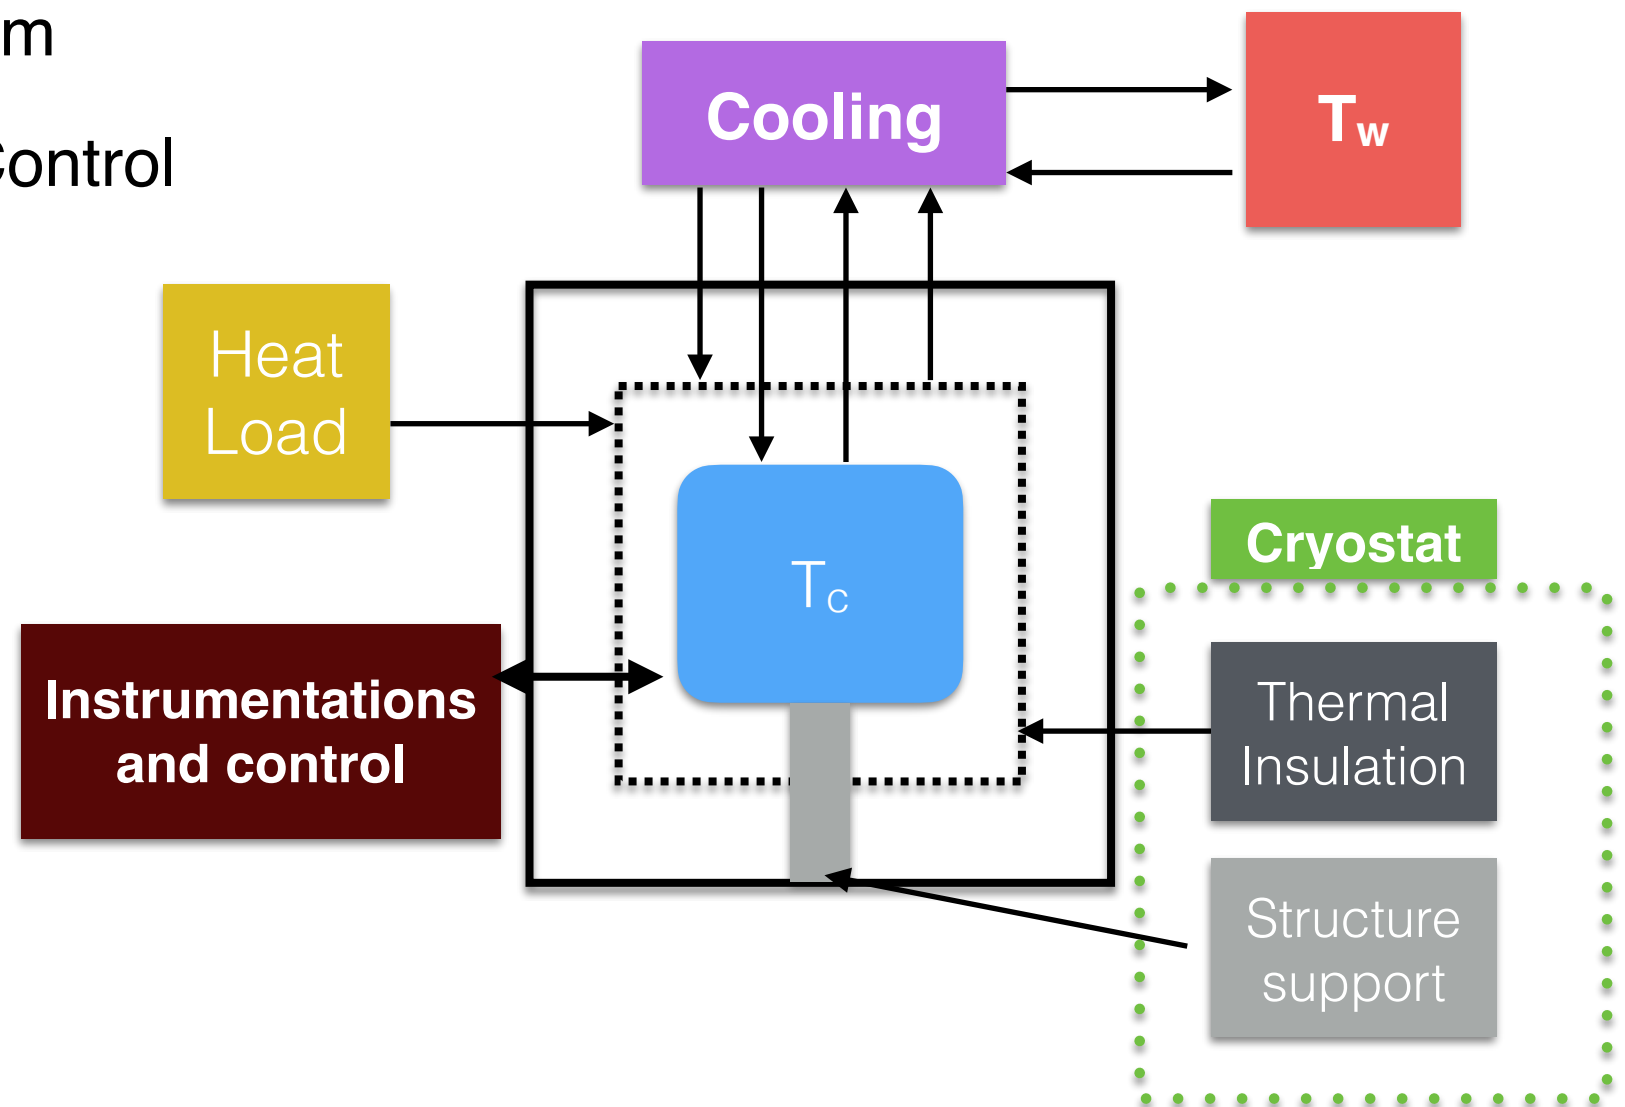 m
Control
Cooling
Tw
Heat
Load
Tc
Cryostat
Instrumentations
and control
Thermal
Insulation
Structure
support